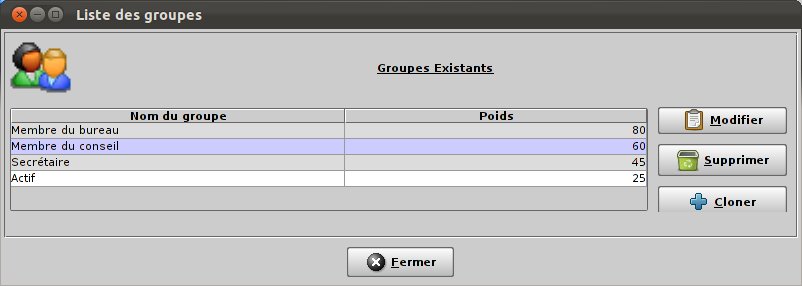 Liste des groupes
Groupes Existants
Nom du groupe Poids
Membre du bureau 80
Membre du conseil 60
Secrétaire 45
Actif 25
Modifier
Supprimer
Cloner
Fermer